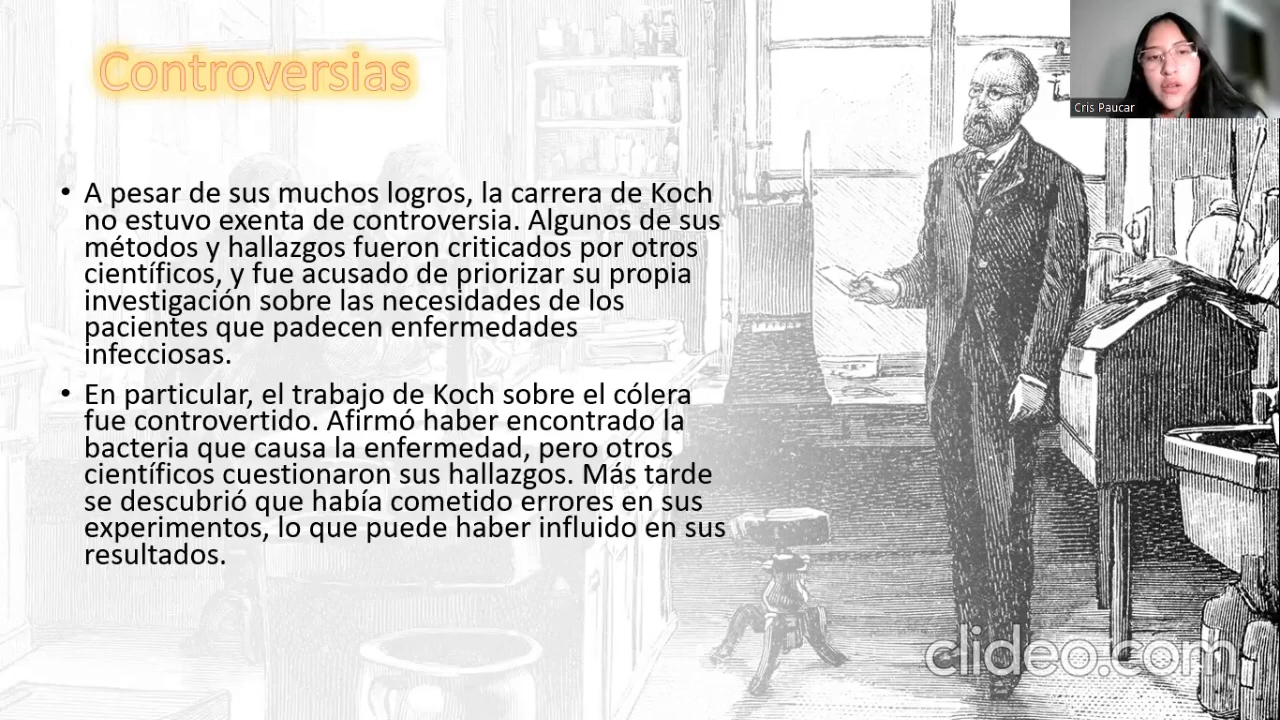 Controversias
Cris Paucar
• A pesar de sus muchos logros, la carrera de Koch
no estuvo exenta de controversia. Algunos de sus
métodos y hallazgos fueron criticados por otros
científicos, y fue acusado de priorizar su propia
investigación sobre las necesidades de los
pacientes que padecen enfermedades
infecciosas.
• En particular, el trabajo de Koch sobre el cólera
fue controvertido. Afirmó haber encontrado la
bacteria que causa la enfermedad, pero otros
científicos cuestionaron sus hallazgos. Más tarde
se descubrió que había cometido errores en sus
experimentos, lo que puede haber influido en sus
resultados.
clideo.com